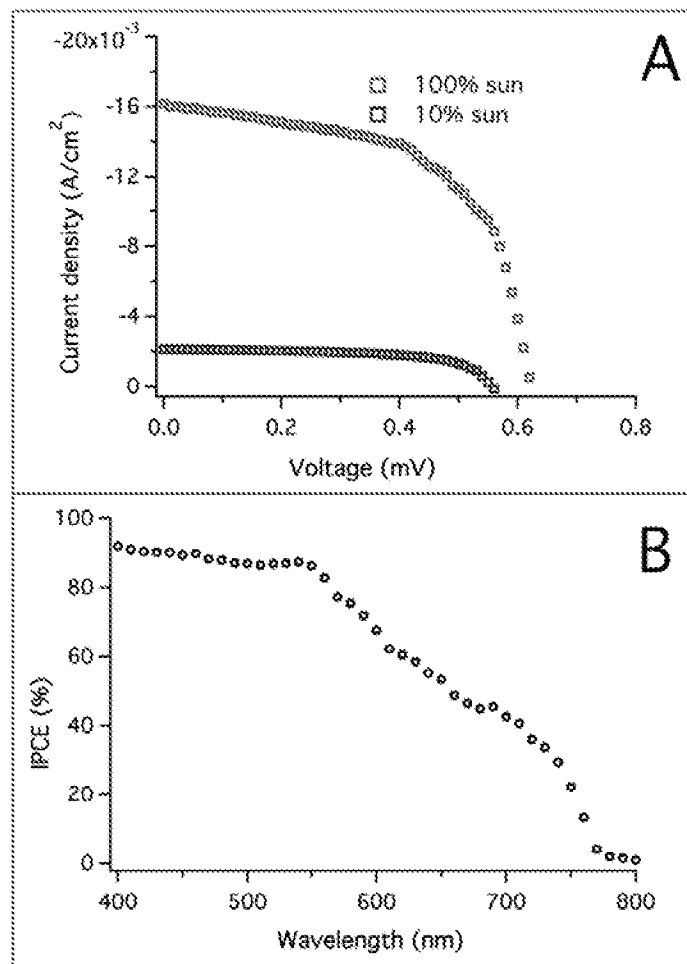 A
-20x10-3
-16
-12
-8
-4
0
Current density (A/cm2)
100% sun
10% sun
0.0 0.2 0.4 0.6 0.8
Voltage (mV)
B
100
80
60
40
20
0
IPCE (%)
400 500 600 700 800
Wavelength (nm)